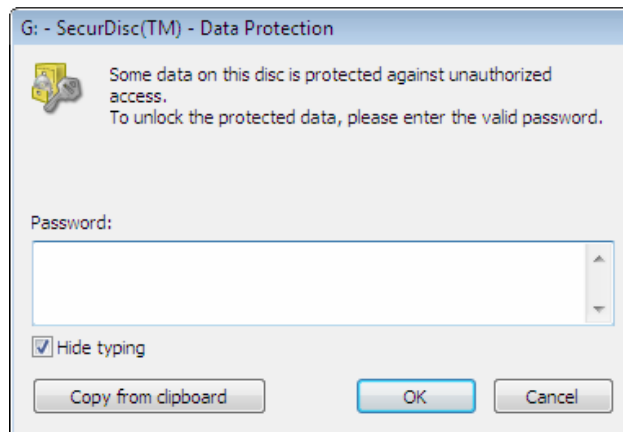 G: - SecurDisc(TM) - Data Protection
Some data on this disc is protected against unauthorized
access.
To unlock the protected data, please enter the valid password.
Password:
Hide typing
Copy from clipboard
OK
Cancel